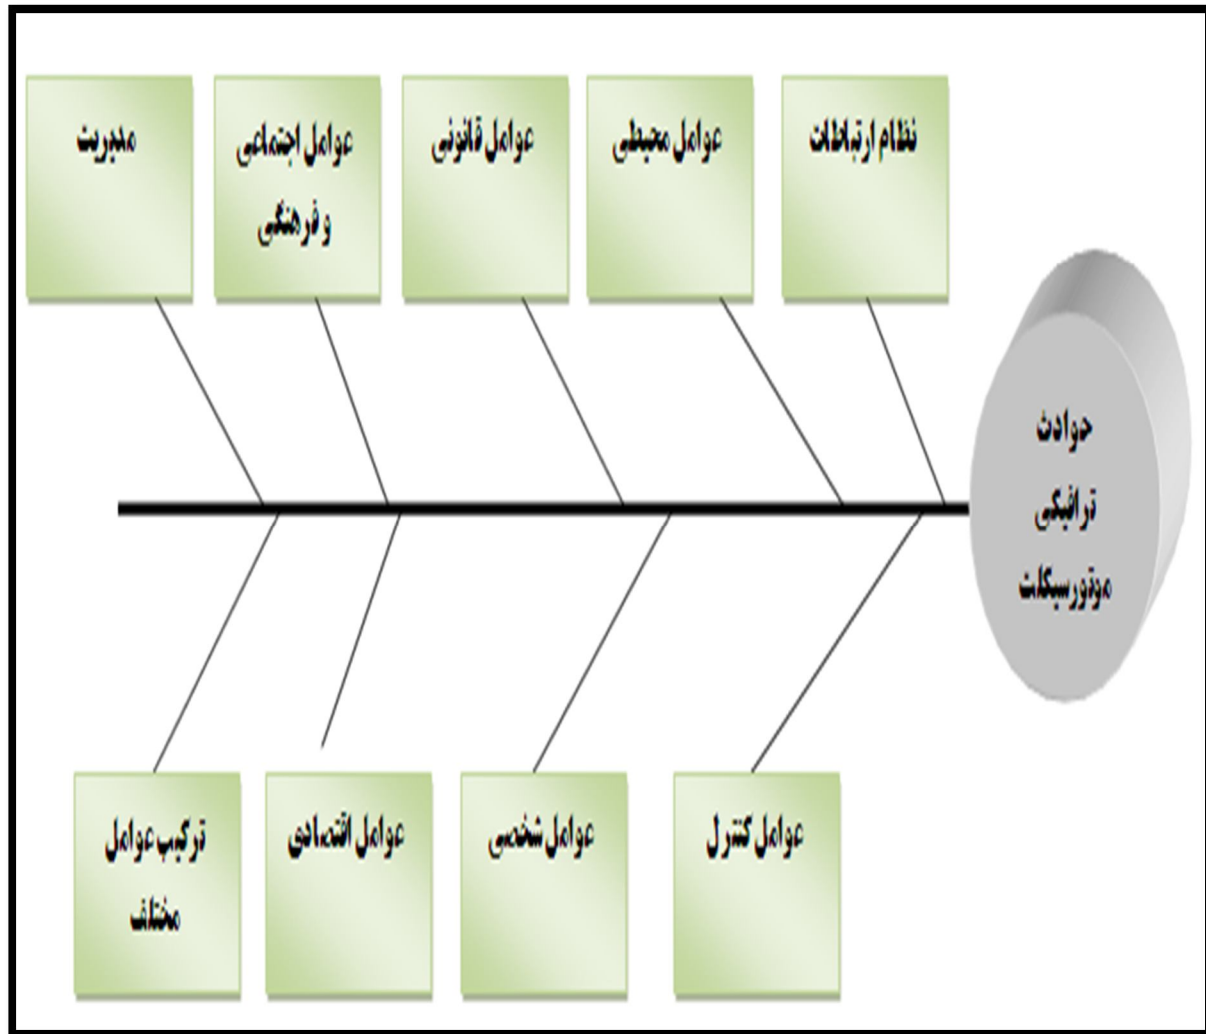 نظام ارتباطات
عوامل محیطی
عوامل قانونی
عوامل اجتماعی
و فرهنگی
مدیریت
حوادث
ترافیکی
موتورسیکلت
عوامل کنترل
عوامل شخصی
عوامل اقتصادی
ترکیب عوامل
مختلف